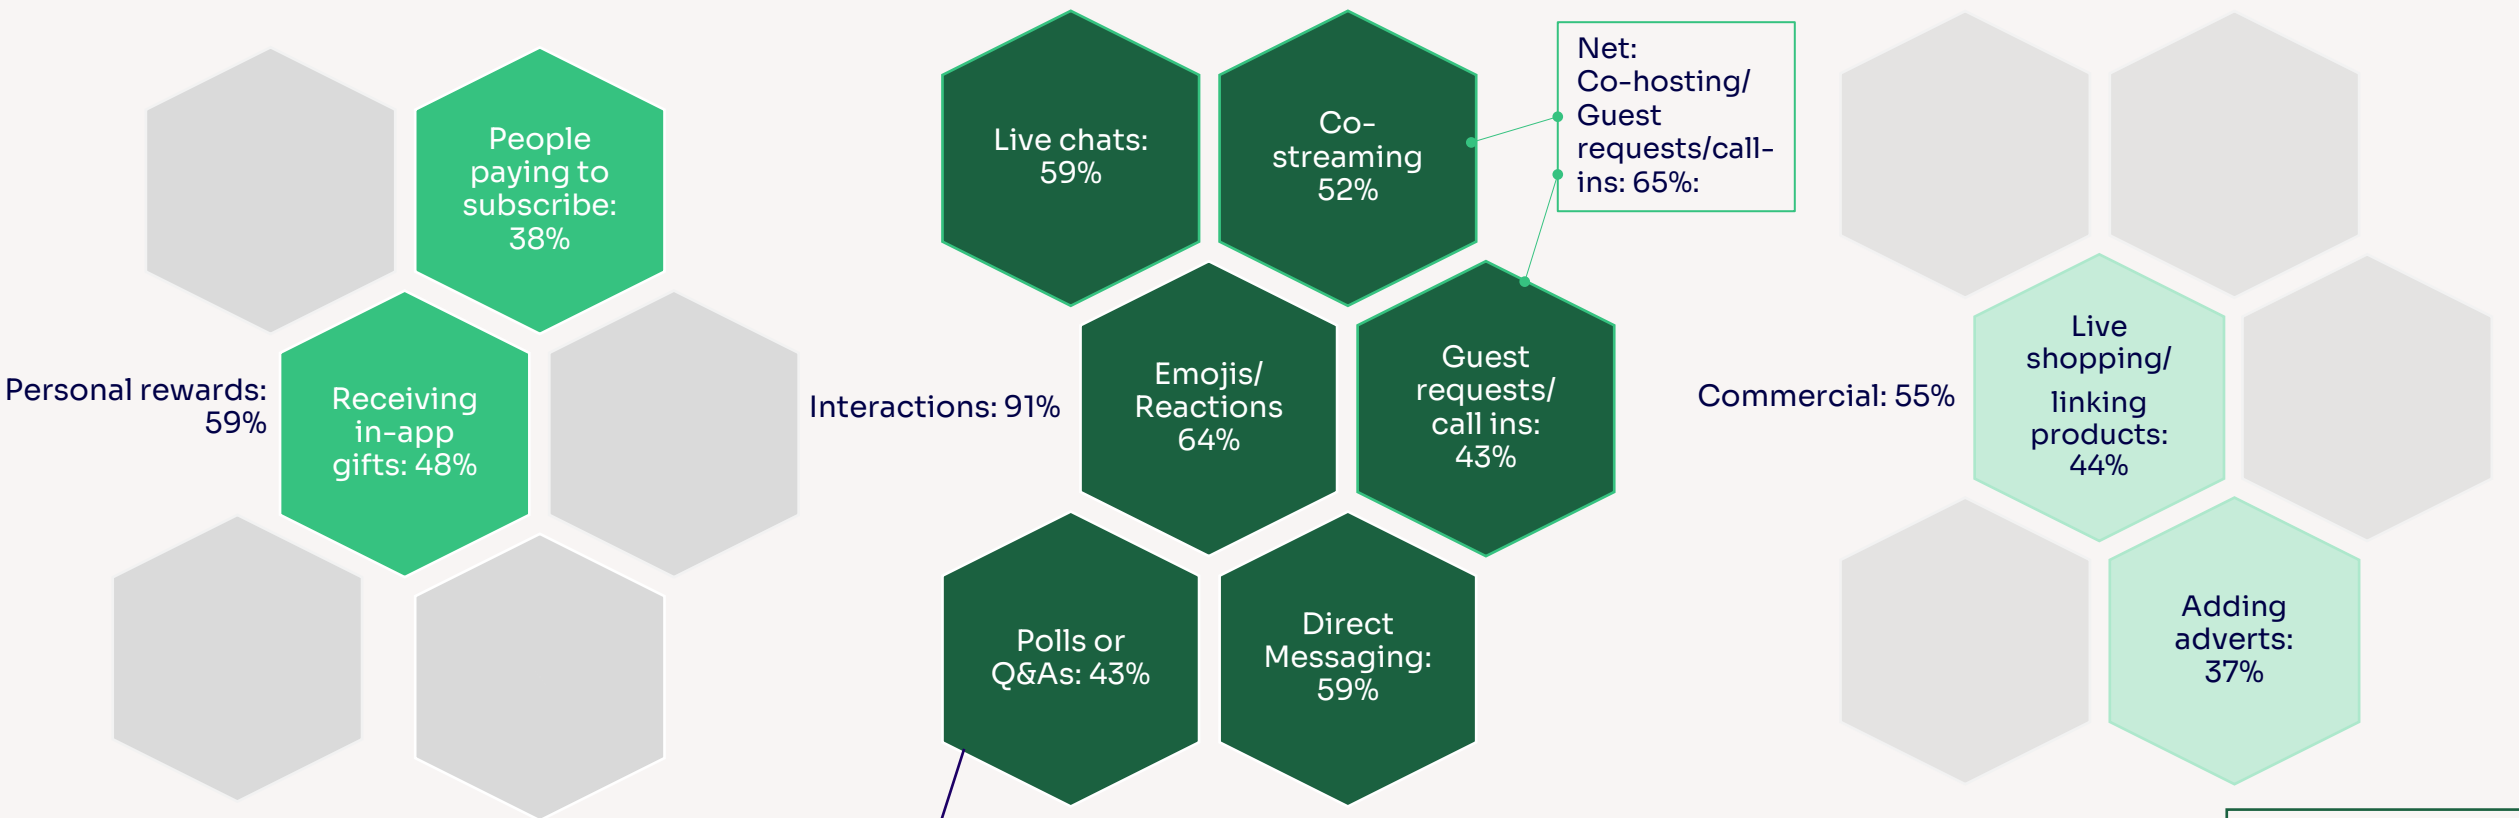 Personal rewards:
59%
People
paying to
subscribe:
38%
Receiving
in-app
gifts: 48%
Interactions: 91%
Live chats:
59%
Co-
streaming
52%
Net:
Co-hosting/
Guest
requests/call-
ins: 65%:
Emojis/
Reactions
64%
Guest
requests/
call ins:
43%
Polls or
Q&As: 43%
Direct
Messaging:
59%
Commercial: 55%
Live
shopping/
linking
products:
44%
Adding
adverts:
37%